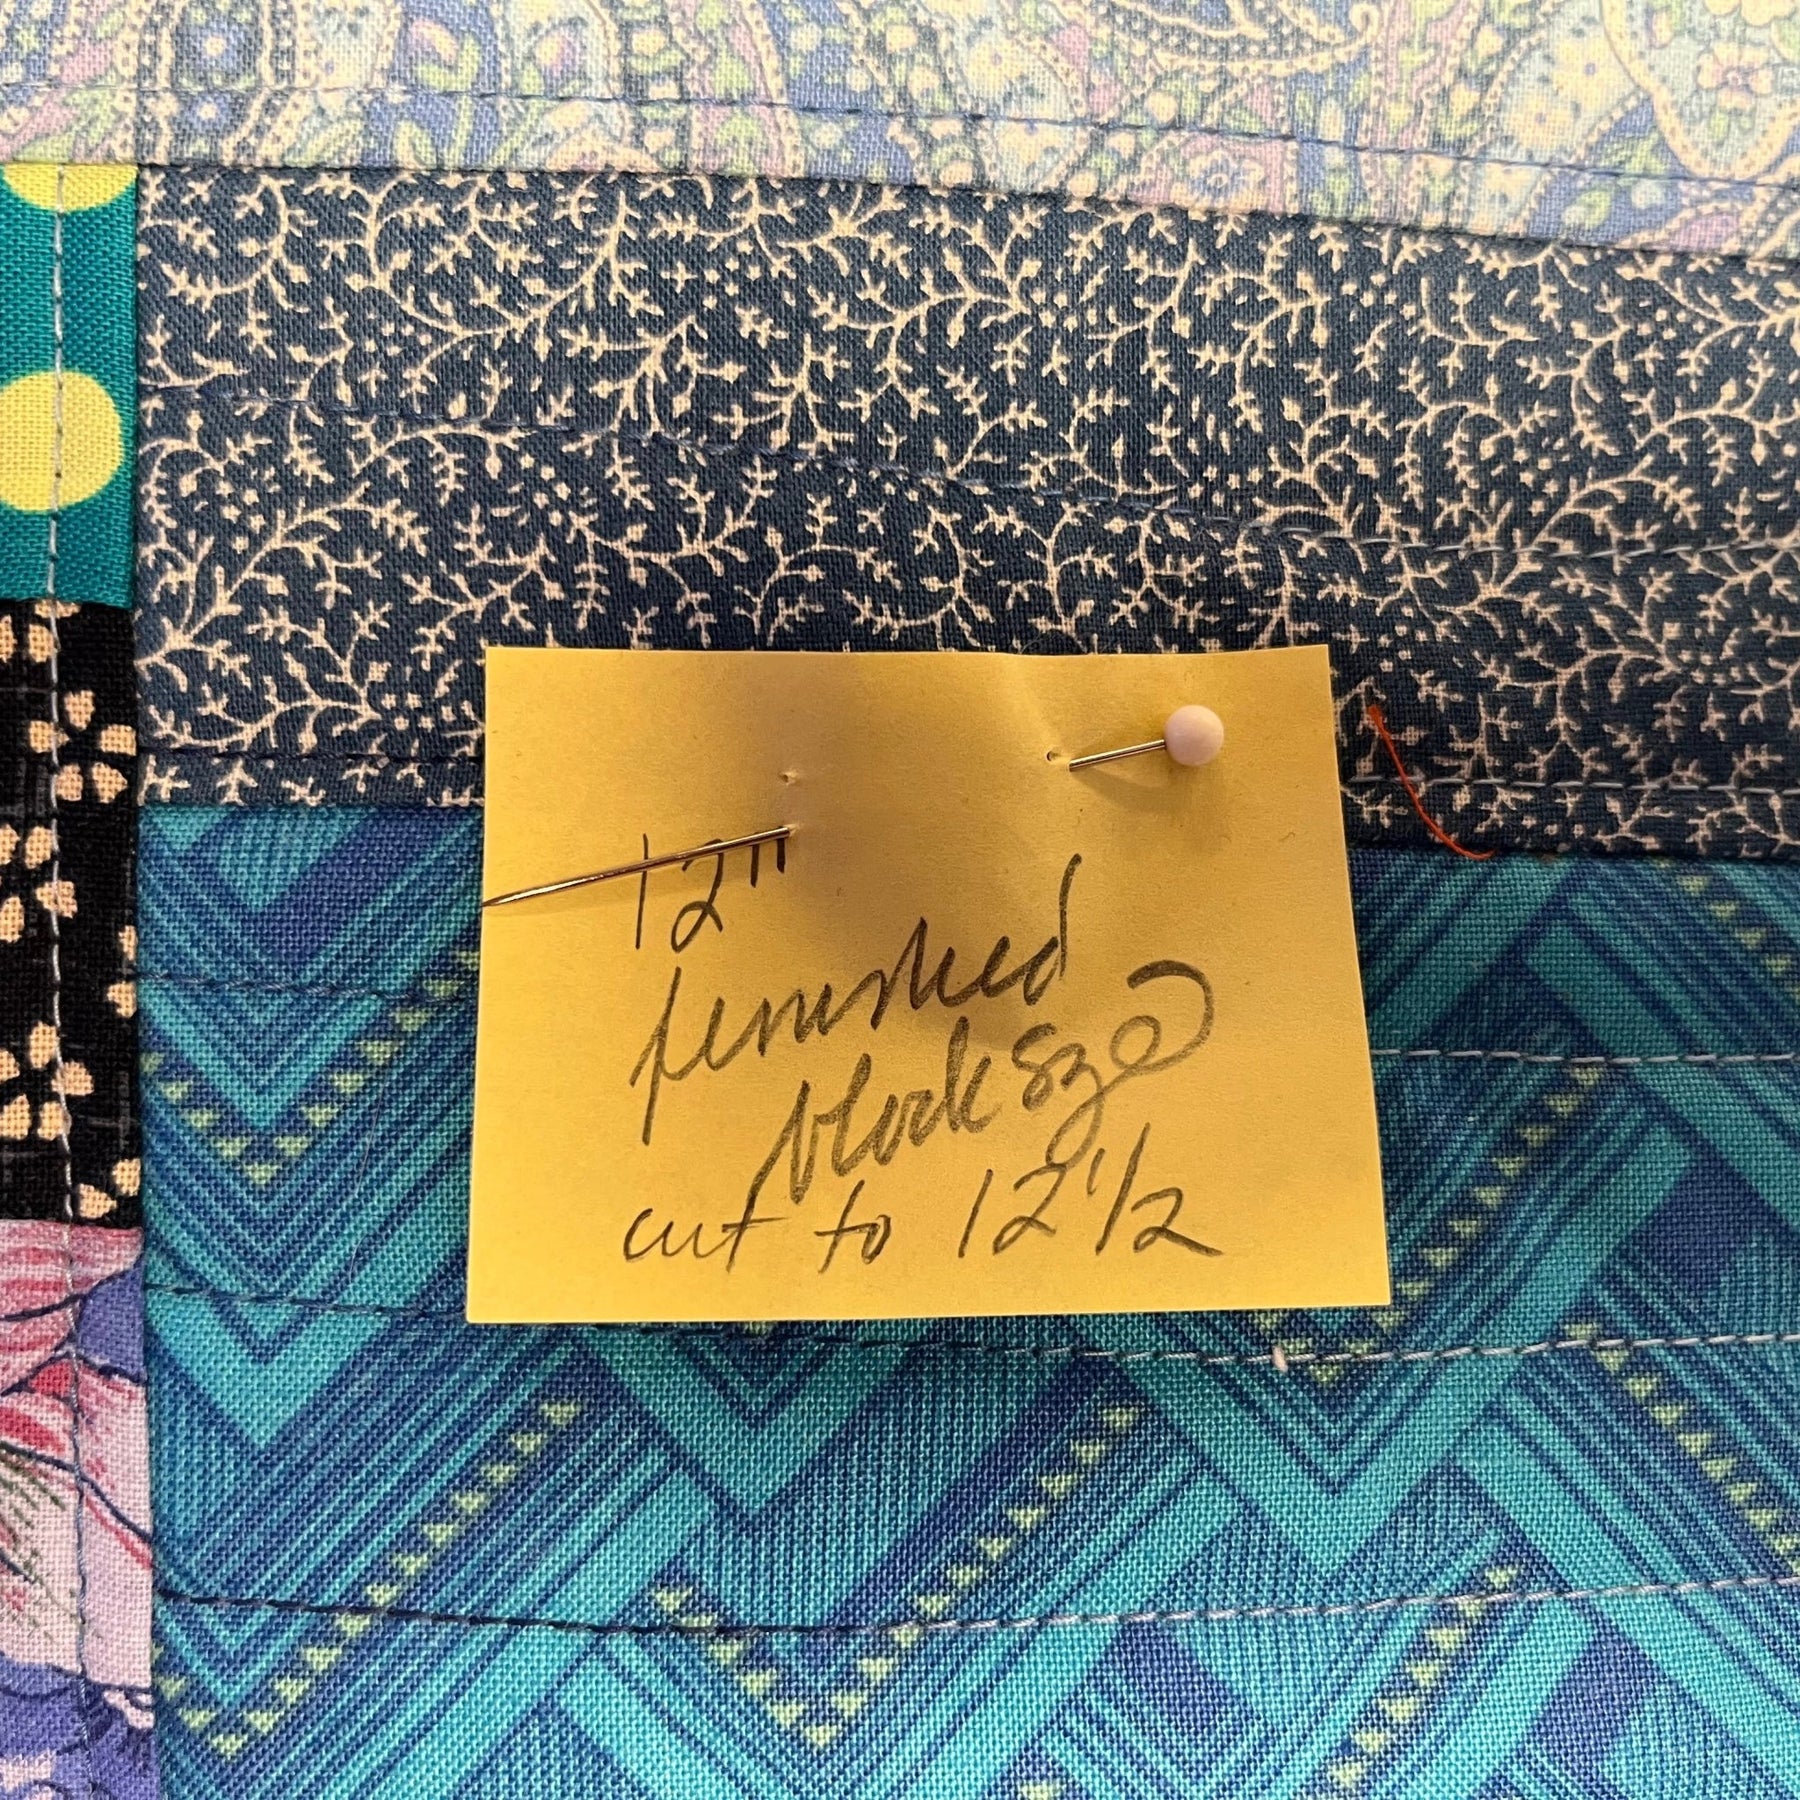 12"
finished
block size
cut to 12 1/2